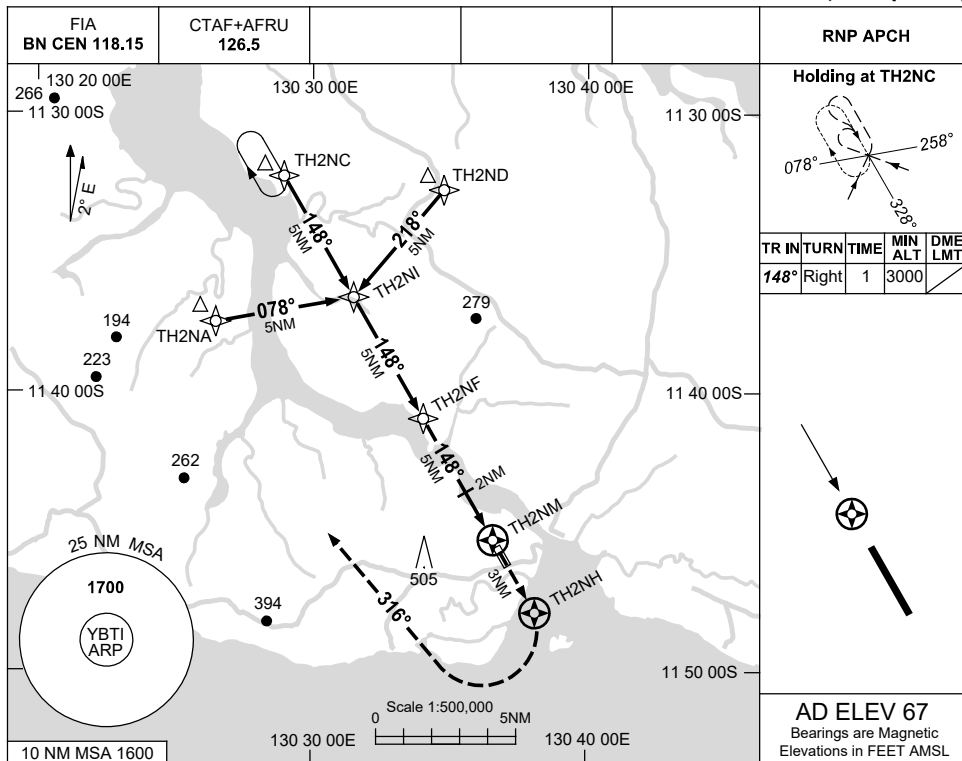 FIA
BN CEN 118.15
CTAF+AFRU
126.5
RNP APCH
130 20 00E
130 30 00E
130 40 00E
266
11 30 00S
11 30 00S
2° E
TH2NC
TH2ND
148°
5NM
218°
5NM
TH2NI
078°
5NM
TH2NA
279
194
223
148°
5NM
11 40 00S
11 40 00S
TH2NF
148°
5NM
2NM
262
TH2NM
25 NM MSA
1700
YBTI
ARP
505
3NM
TH2NH
394
316°
11 50 00S
Scale 1:500,000
0
5NM
10 NM MSA 1600
130 30 00E
130 40 00E
Holding at TH2NC
258°
078°
328°
TR IN TURN TIME MIN ALT DME LMT
148° Right 1 3000
AD ELEV 67
Bearings are Magnetic
Elevations in FEET AMSL